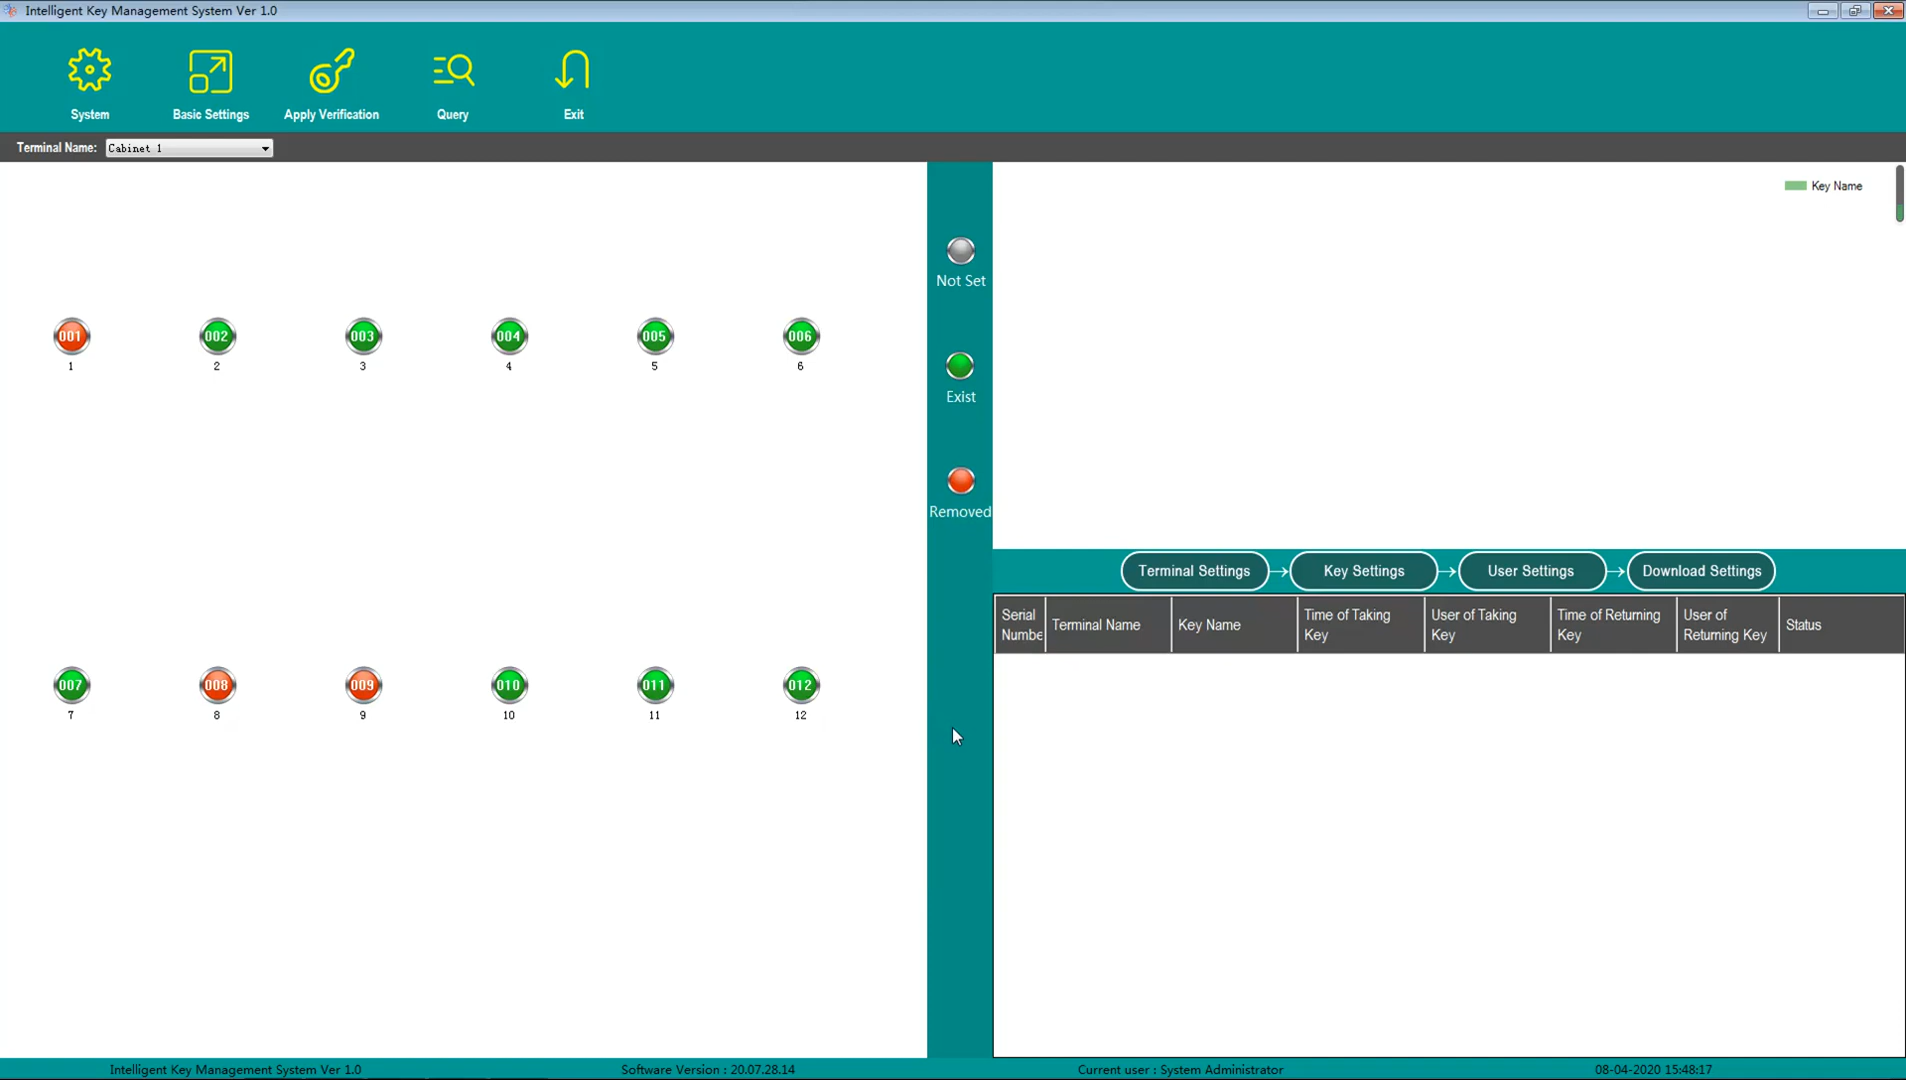 Intelligent Key Management System Ver 1.0
System
Basic Settings
Apply Verification
Query
Exit
Terminal Name: Cabinet 1
Key Name
Not Set
001 002 003 004 005 006
1 2 3 4 5 6
Exist
Removed
Terminal Settings
Key Settings
User Settings
Download Settings
Serial
Numbe
Terminal Name
Key Name
Time of Taking
Key
User of Taking
Key
Time of Returning
Key
User of
Returning Key
Status
007 008 009 010 011 012
7 8 9 10 11 12
Intelligent Key Management System Ver 1.0
Software Version : 20.07.28.14
Current user : System Administrator
08-04-2020 15:48:17